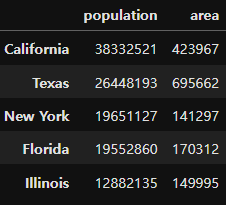 population area
California 38332521 423967
Texas 26448193 695662
New York 19651127 141297
Florida 19552860 170312
Illinois 12882135 149995